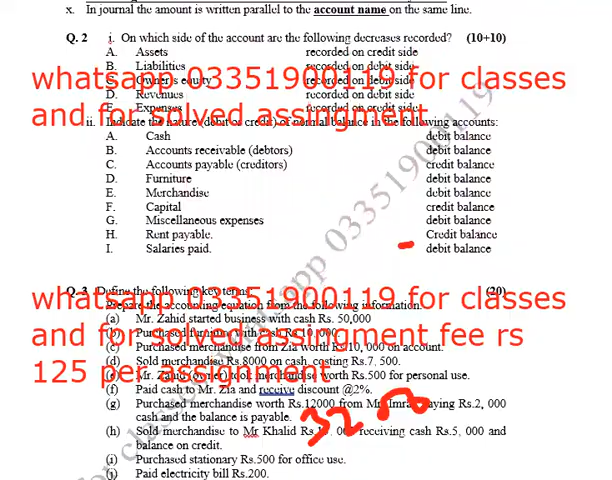 x. In journal the amount is written parallel to the account name on the same line.
Q. 2 i. On which side of the account are the following decreases recorded? (10+10)
A. Assets recorded on credit side
B. Liabilities recorded on debit side
whatsapp 03351900119 for classes
C. Owner's equity recorded on debit side
D. Revenues recorded on debit side
and for solved assingment
E. Expenses recorded on credit side
ii. Indicate the nature (debit or credit) of normal balance in the following accounts:
A. Cash debit balance
B. Accounts receivable (debtors) debit balance
C. Accounts payable (creditors) credit balance
D. Furniture debit balance
E. Merchandise debit balance
F. Capital credit balance
G. Miscellaneous expenses debit balance
H. Rent payable. Credit balance
I. Salaries paid. debit balance
Q. 3 Define the following key terms: (20)
whatsapp 03351900119 for classes
Prepare the accounting equation from the following information.
(a) Mr. Zahid started business with cash Rs. 50,000
and for solved assingment fee rs
(b) Purchased furniture with cash Rs.10,000
(c) Purchased merchandise from Zia worth Rs.10, 000 on account.
(d) Sold merchandise Rs.8000 on cash, costing Rs.7, 500.
125 per assignment
(e) Mr. (owner) took merchandise worth Rs.500 for personal use.
(f) Paid cash to Mr. Zia and receive discount @2%.
(g) Purchased merchandise worth Rs.12000 from Mr. paying Rs.2, 000
cash and the balance is payable.
(h) Sold merchandise to Mr Khalid receiving cash Rs.5, 000 and
balance on credit.
(i) Purchased stationary Rs.500 for office use.
(j) Paid electricity bill Rs.200.
for classes whatsapp 03351900119